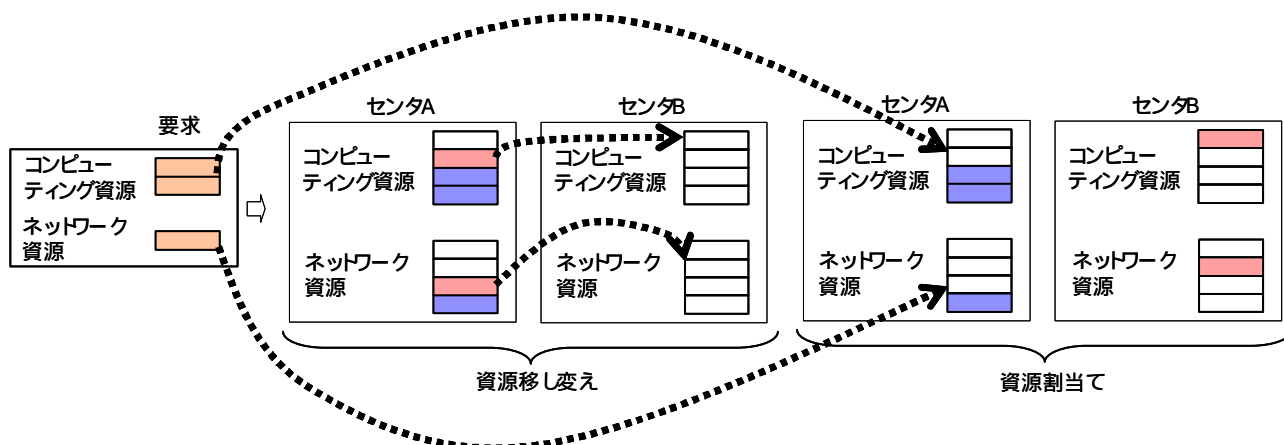 要求
コンピュー
ティング資源
ネットワーク
資源
センタA
コンピュー
ティング資源
ネットワーク
資源
センタB
コンピュー
ティング資源
ネットワーク
資源
資源移し変え
センタA
コンピュー
ティング資源
ネットワーク
資源
センタB
コンピュー
ティング資源
ネットワーク
資源
資源割当て